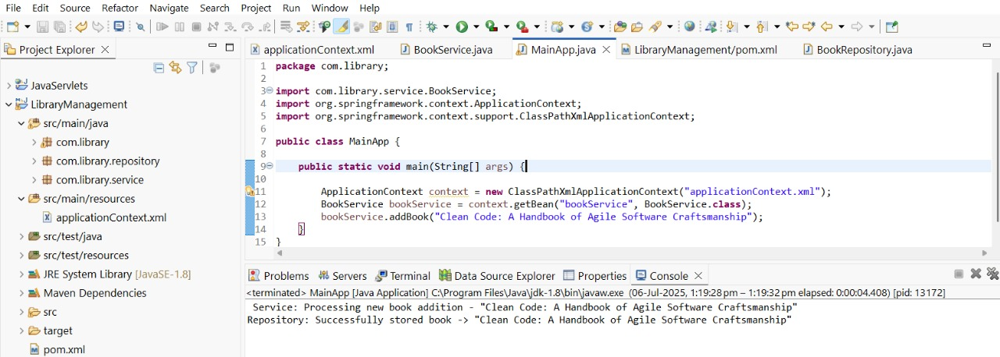 File Edit Source Refactor Navigate Search Project Run Window Help
Project Explorer
JavaServlets
LibraryManagement
src/main/java
com.library
com.library.repository
com.library.service
src/main/resources
applicationContext.xml
src/test/java
src/test/resources
JRE System Library [JavaSE-1.8]
Maven Dependencies
src
target
pom.xml
applicationContext.xml BookService.java MainApp.java LibraryManagement/pom.xml BookRepository.java
1 package com.library;
2
3 import com.library.service.BookService;
4 import org.springframework.context.ApplicationContext;
5 import org.springframework.context.support.ClassPathXmlApplicationContext;
6
7 public class MainApp {
8
9 public static void main(String[] args) {
10
11 ApplicationContext context = new ClassPathXmlApplicationContext("applicationContext.xml");
12 BookService bookService = context.getBean("bookService", BookService.class);
13 bookService.addBook("Clean Code: A Handbook of Agile Software Craftsmanship");
14 }
15 }
Problems Servers Terminal Data Source Explorer Properties Console
<terminated> MainApp [Java Application] C:\Program Files\Java\jdk-1.8\bin\javaw.exe (06-Jul-2025, 1:19:28 pm – 1:19:32 pm elapsed: 0:00:04.408) [pid: 13172]
Service: Processing new book addition - "Clean Code: A Handbook of Agile Software Craftsmanship"
Repository: Successfully stored book -> "Clean Code: A Handbook of Agile Software Craftsmanship"